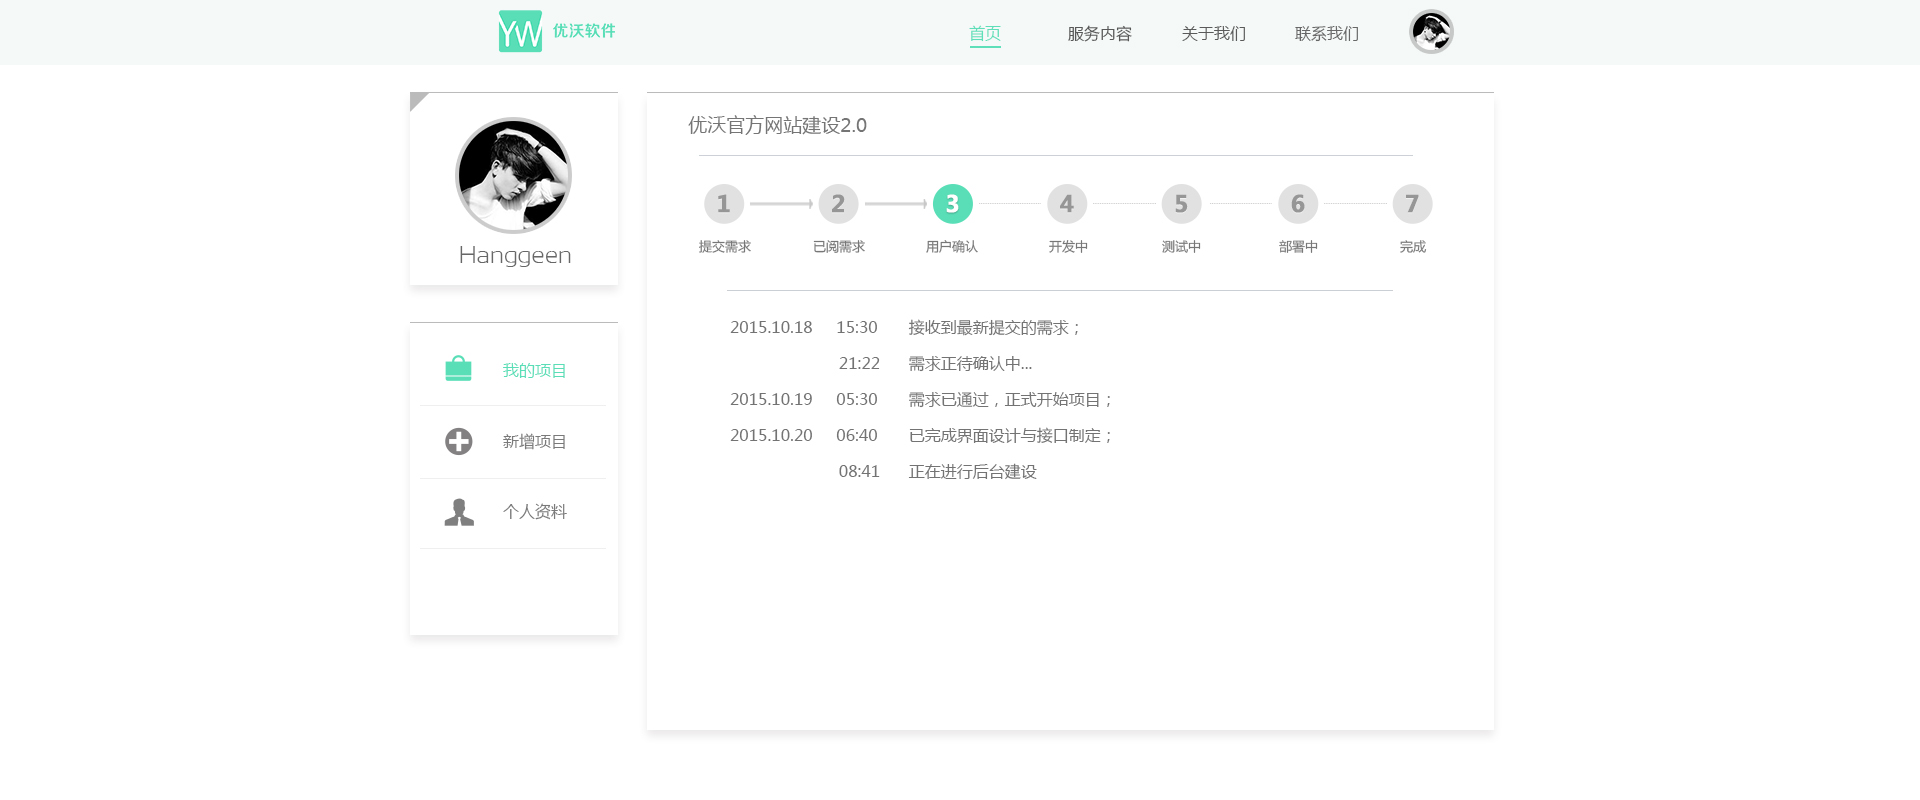 YW 优沃软件
首页 服务内容 关于我们 联系我们
Hanggeen
我的项目
新增项目
个人资料
优沃官方网站建设2.0
1 2 3 4 5 6 7
提交需求 已阅需求 用户确认 开发中 测试中 部署中 完成
2015.10.18 15:30 接收到最新提交的需求；
21:22 需求正待确认中...
2015.10.19 05:30 需求已通过，正式开始项目；
2015.10.20 06:40 已完成界面设计与接口制定；
08:41 正在进行后台建设